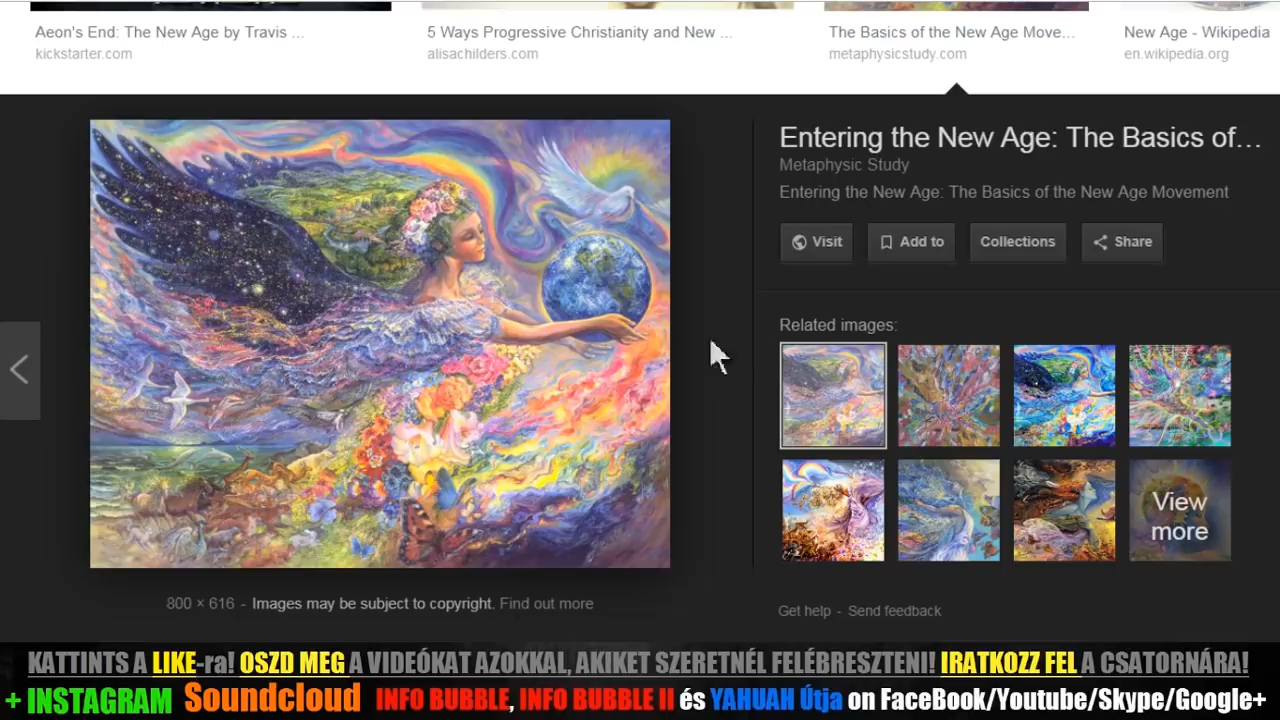 Aeon's End: The New Age by Travis ...
kickstarter.com
5 Ways Progressive Christianity and New ...
alisachilders.com
The Basics of the New Age Move...
metaphysicstudy.com
New Age - Wikipedia
en.wikipedia.org
Entering the New Age: The Basics of...
Metaphysic Study
Entering the New Age: The Basics of the New Age Movement
Visit
Add to
Collections
Share
Related images:
View
more
800 × 616 - Images may be subject to copyright. Find out more
Get help - Send feedback
KATTINTS A LIKE-ra! OSZD MEG A VIDEÓKAT AZOKKAL, AKIKET SZERETNÉL FELÉBRESZTENI! IRATKOZZ FEL A CSATORNÁRA!
+ INSTAGRAM Soundcloud INFO BUBBLE, INFO BUBBLE II és YAHUAH Útja on FaceBook/Youtube/Skype/Google+